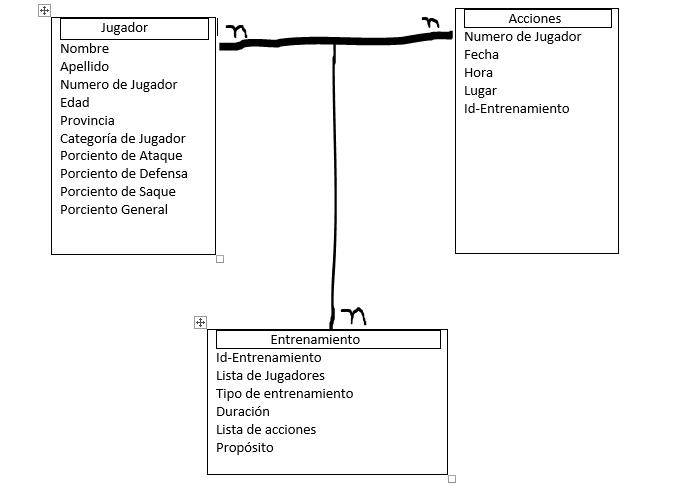 Jugador
Nombre
Apellido
Numero de Jugador
Edad
Provincia
Categoría de Jugador
Porciento de Ataque
Porciento de Defensa
Porciento de Saque
Porciento General
n
n
Acciones
Numero de Jugador
Fecha
Hora
Lugar
Id-Entrenamiento
n
Entrenamiento
Id-Entrenamiento
Lista de Jugadores
Tipo de entrenamiento
Duración
Lista de acciones
Propósito